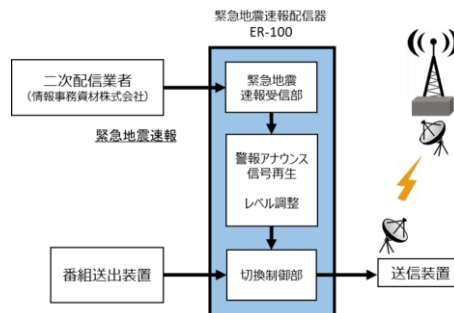 緊急地震速報配信器
ER-100
二次配信業者
（情報事務資材株式会社）
緊急地震
速報受信部
緊急地震速報
警報アナウンス
信号再生
レベル調整
番組送出装置
切換制御部
送信装置